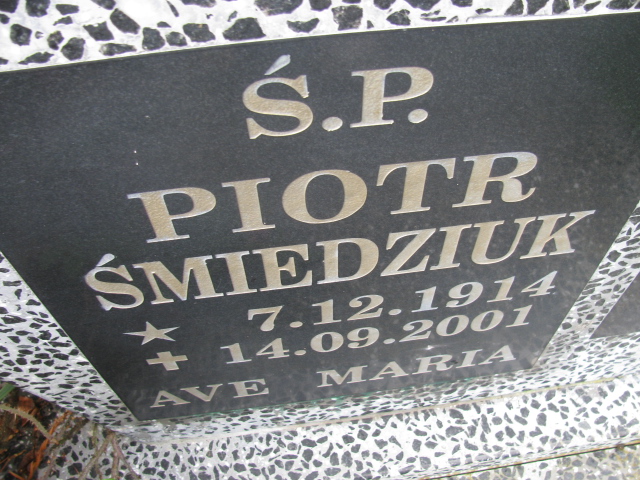 Ś.P.
PIOTR
ŚMIEDZIUK
★ 7.12.1914
✚ 14.09.2001
AVE MARIA